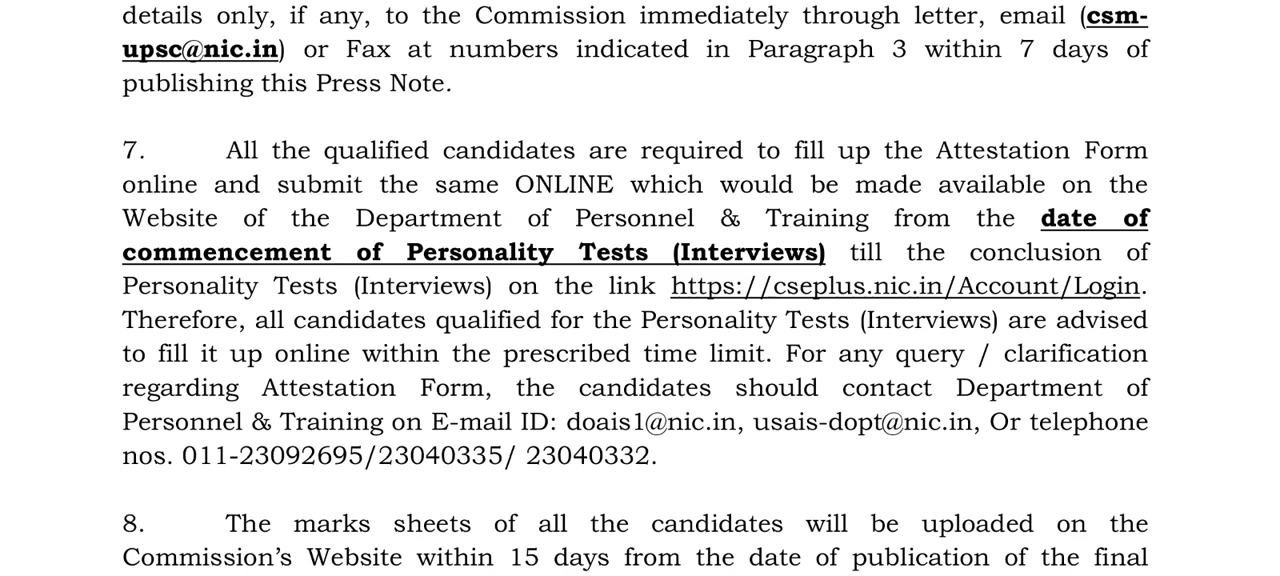 details only, if any, to the Commission immediately through letter, email (csm-
upsc@nic.in) or Fax at numbers indicated in Paragraph 3 within 7 days of
publishing this Press Note.
7. All the qualified candidates are required to fill up the Attestation Form
online and submit the same ONLINE which would be made available on the
Website of the Department of Personnel & Training from the date of
commencement of Personality Tests (Interviews) till the conclusion of
Personality Tests (Interviews) on the link https://cseplus.nic.in/Account/Login.
Therefore, all candidates qualified for the Personality Tests (Interviews) are advised
to fill it up online within the prescribed time limit. For any query / clarification
regarding Attestation Form, the candidates should contact Department of
Personnel & Training on E-mail ID: doais1@nic.in, usais-dopt@nic.in, Or telephone
nos. 011-23092695/23040335/ 23040332.
8. The marks sheets of all the candidates will be uploaded on the
Commission's Website within 15 days from the date of publication of the final